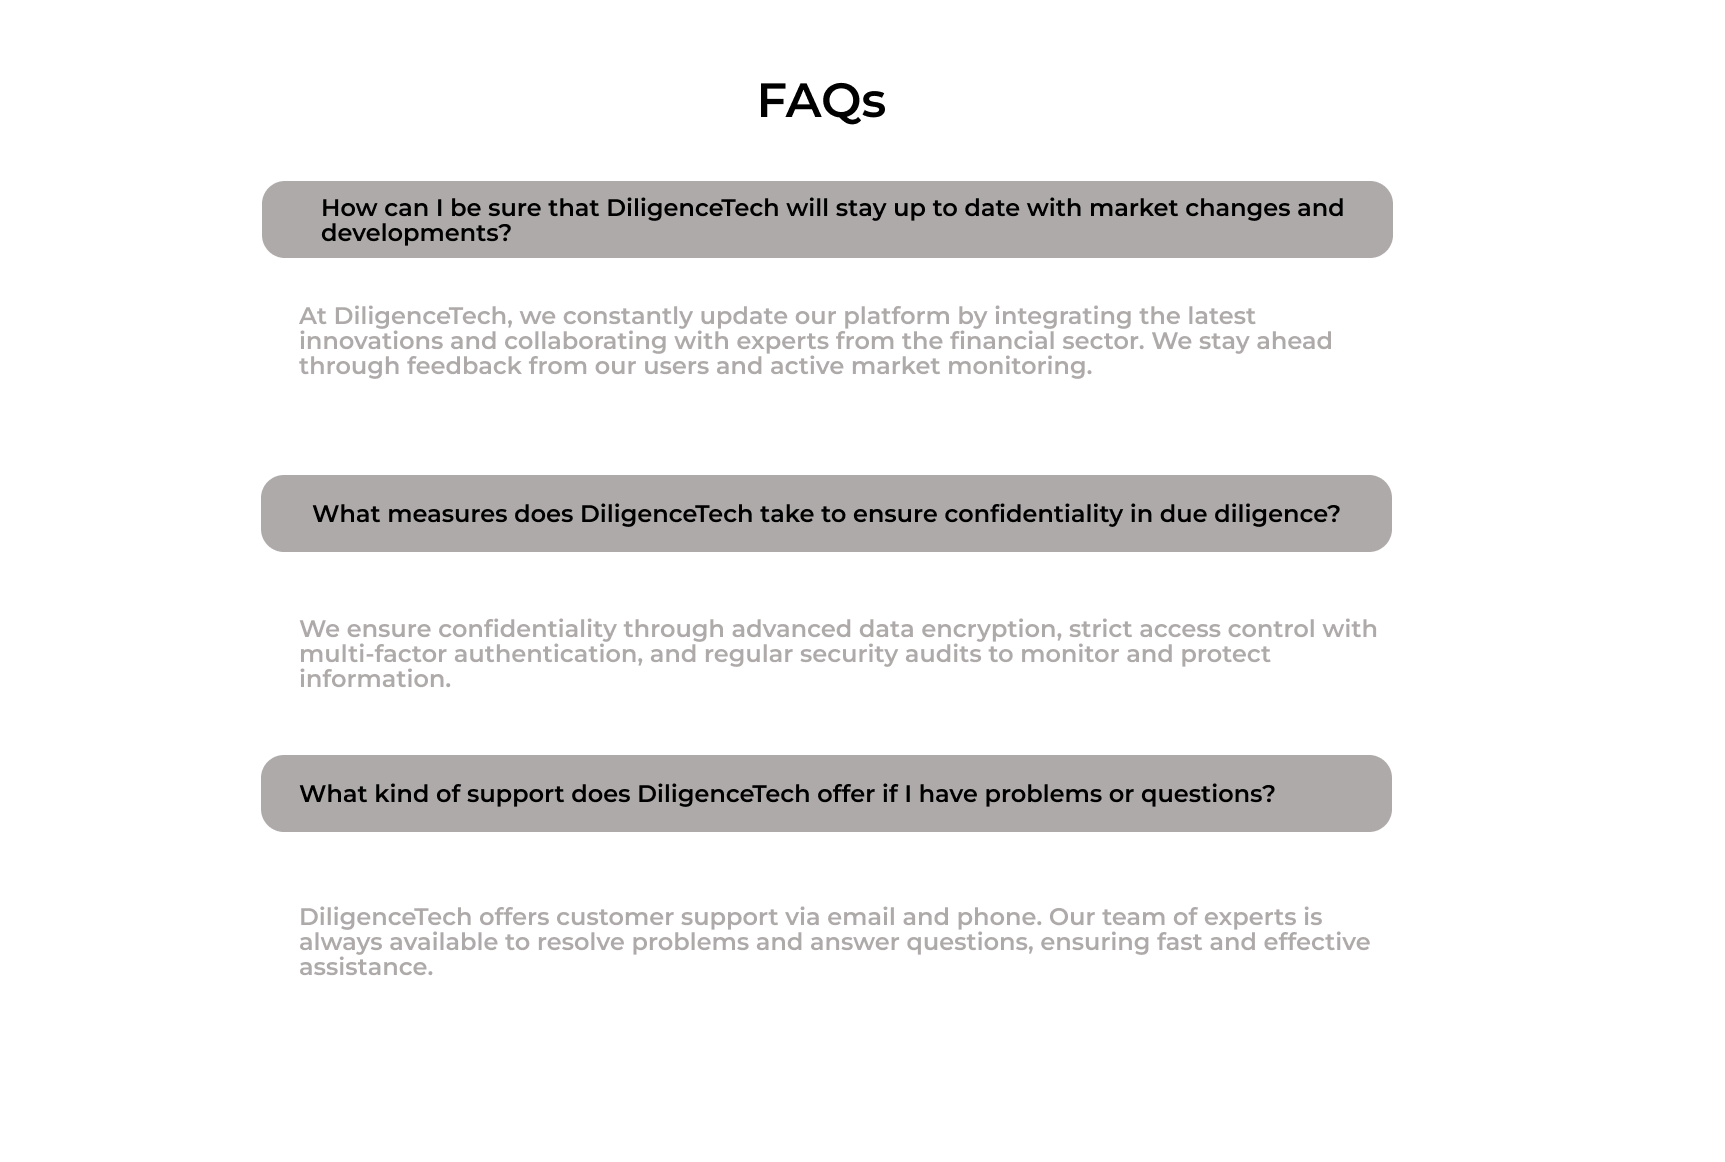 FAQs
How can I be sure that DiligenceTech will stay up to date with market changes and
developments?
At DiligenceTech, we constantly update our platform by integrating the latest
innovations and collaborating with experts from the financial sector. We stay ahead
through feedback from our users and active market monitoring.
What measures does DiligenceTech take to ensure confidentiality in due diligence?
We ensure confidentiality through advanced data encryption, strict access control with
multi-factor authentication, and regular security audits to monitor and protect
information.
What kind of support does DiligenceTech offer if I have problems or questions?
DiligenceTech offers customer support via email and phone. Our team of experts is
always available to resolve problems and answer questions, ensuring fast and effective
assistance.